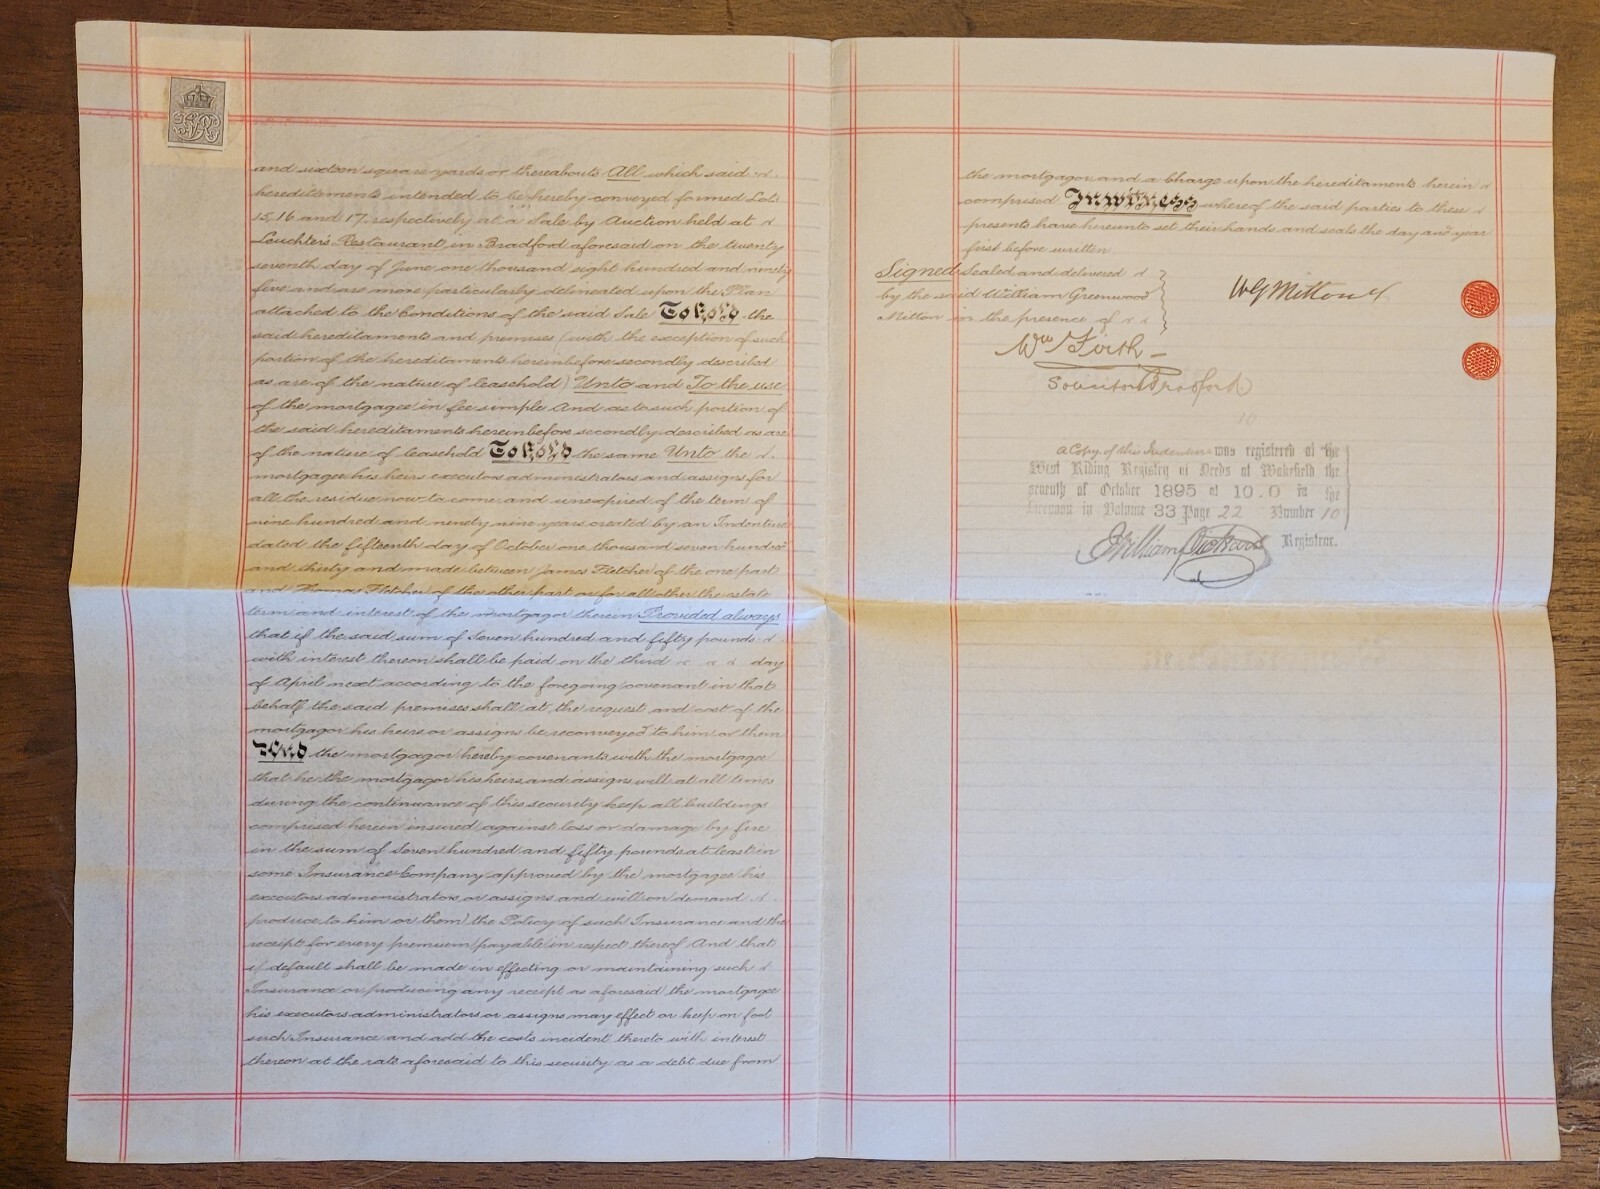 VR
and sixteen square yards or thereabouts All which said
hereditaments intended to be hereby conveyed formed Lots
15, 16 and 17 respectively at a Sale by Auction held at
Restaurant in Bradford aforesaid on the twenty
seventh day of June one thousand eight hundred and ninety
five and are more particularly delineated upon the Plan
attached to the Conditions of the said Sale To Hold the
said hereditaments and premises (with the exception of such
portion of the hereditaments hereinbefore secondly described
as are of the nature of leasehold) Unto and To the use
of the mortgagee in fee simple And as to such portion of
the said hereditaments hereinbefore secondly described as are
of the nature of leasehold To Hold the same Unto the
mortgagee his heirs executors administrators and assigns for
all the residue now to come and unexpired of the term of
nine hundred and ninety nine years created by an Indenture
dated the fifteenth day of October one thousand seven hundred
and thirty and made between James Fletcher of the one part
and Thomas Fletcher of the other part or for all other the estate
term and interest of the mortgagor therein Provided always
that if the said sum of Seven hundred and fifty pounds
with interest thereon shall be paid on the third day
of April next according to the foregoing covenant in that
behalf the said premises shall at the request and cost of the
mortgagor his heirs or assigns be reconveyed to him or them
And the mortgagor hereby covenants with the mortgagee
that he the mortgagor his heirs and assigns will at all times
during the continuance of this security keep all buildings
comprised herein insured against loss or damage by fire
in the sum of Seven hundred and fifty pounds at least in
some Insurance Company approved by the mortgagee his
executors administrators or assigns and will on demand
produce to him or them the Policy of such Insurance and the
receipt for every premium payable in respect thereof And that
if default shall be made in effecting or maintaining such
Insurance or producing any receipt as aforesaid the mortgagee
his executors administrators or assigns may effect or keep on foot
such Insurance and add the costs incident thereto with interest
thereon at the rate aforesaid to this security as a debt due from
the mortgagor and a Charge upon the hereditaments herein
comprised In witness whereof the said parties to these
presents have hereunto set their hands and seals the day and year
first before written
Signed sealed and delivered
by the said William Greenwood
Mitton in the presence of
W G Mitton
Wm Firth
Solicitor Bradford
10
a Copy of this Indenture was registered at the
West Riding Registry of Deeds at Wakefield the
seventh of October 1895 at 10.0 in the
forenoon in Volume 33 Page 22 Number 10
William Registrar.